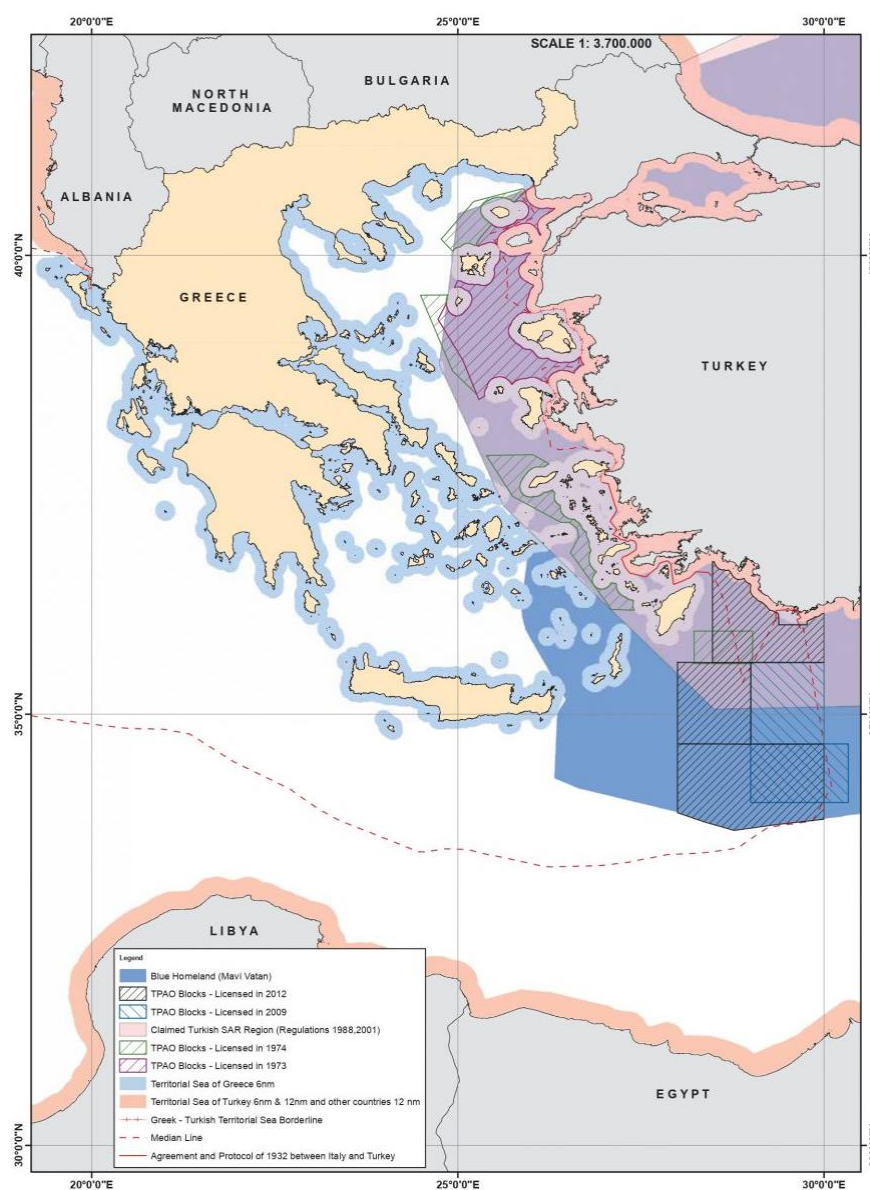 20°0'0"E 25°0'0"E 30°0'0"E
SCALE 1: 3.700.000
BULGARIA
NORTH
MACEDONIA
ALBANIA
40°0'0"N
GREECE
TURKEY
35°0'0"N
LIBYA
Legend
Blue Homeland (Mavi Vatan)
TPAO Blocks - Licensed in 2012
TPAO Blocks - Licensed in 2009
Claimed Turkish SAR Region (Regulations 1988,2001)
TPAO Blocks - Licensed in 1974
TPAO Blocks - Licensed in 1973
Territorial Sea of Greece 6nm
Territorial Sea of Turkey 6nm & 12nm and other countries 12 nm
Greek - Turkish Territorial Sea Borderline
Median Line
Agreement and Protocol of 1932 between Italy and Turkey
EGYPT
30°0'0"N
20°0'0"E 25°0'0"E 30°0'0"E